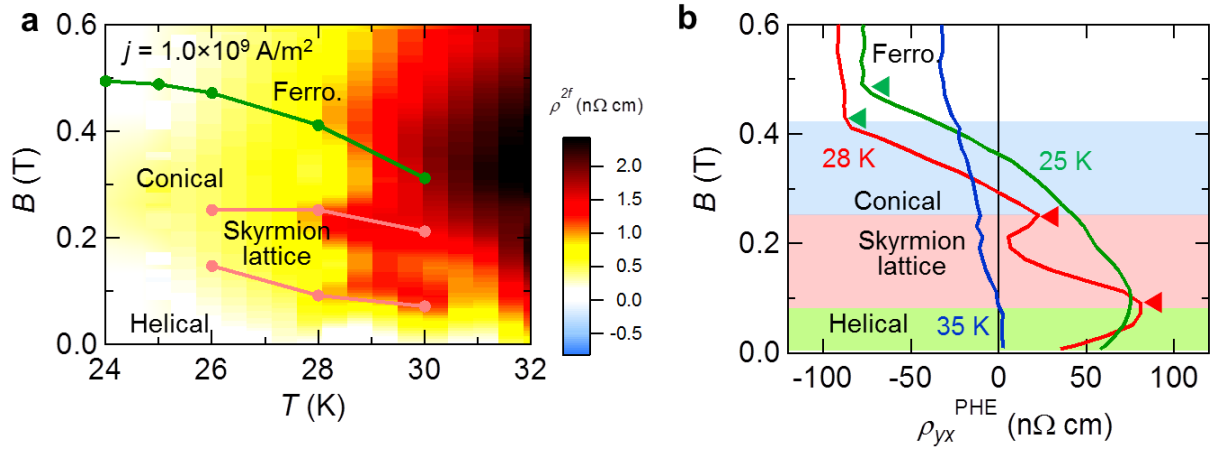 a
j = 1.0×10⁹ A/m²
Ferro.
Conical
Skyrmion
lattice
Helical
B (T)
0.6
0.4
0.2
0.0
24 26 28 30 32
T (K)
ρ²ᶠ (nΩ cm)
2.0
1.5
1.0
0.5
0.0
-0.5
b
Ferro.
28 K
25 K
Conical
Skyrmion
lattice
Helical
35 K
B (T)
0.6
0.4
0.2
0.0
-100 -50 0 50 100
ρyx^PHE (nΩ cm)